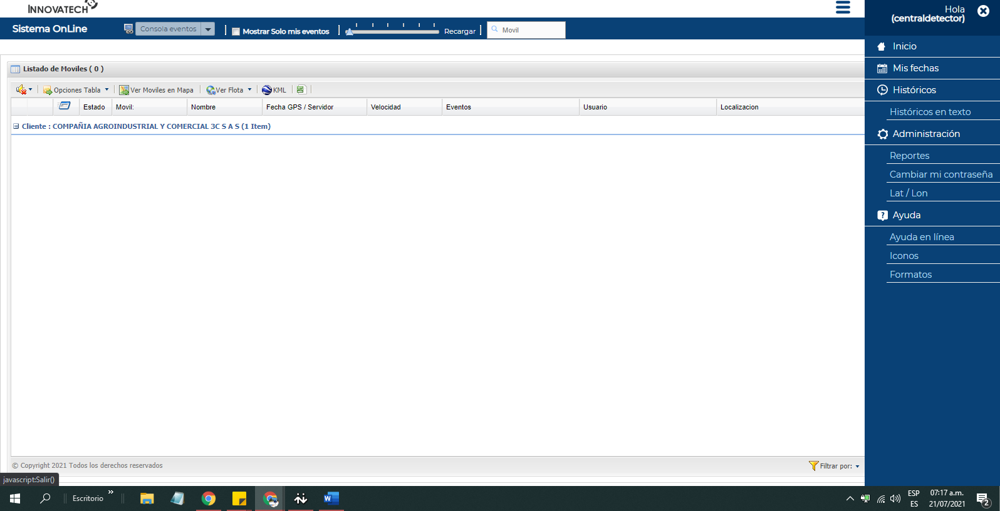 INNOVATECH
Sistema OnLine
Consola eventos
Mostrar Solo mis eventos
Recargar
Movil
Listado de Moviles ( 0 )
Opciones Tabla
Ver Moviles en Mapa
Ver Flota
KML
Estado
Movil:
Nombre
Fecha GPS / Servidor
Velocidad
Eventos
Usuario
Localizacion
Cliente : COMPAÑIA AGROINDUSTRIAL Y COMERCIAL 3C S A S (1 Item)
© Copyright 2021 Todos los derechos reservados
Filtrar por:
javascript:Salir()
Hola
(centraldetector)
Inicio
Mis fechas
Históricos
Históricos en texto
Administración
Reportes
Cambiar mi contraseña
Lat / Lon
Ayuda
Ayuda en línea
Iconos
Formatos
Escritorio
ESP
ES
07:17 a.m.
21/07/2021
2